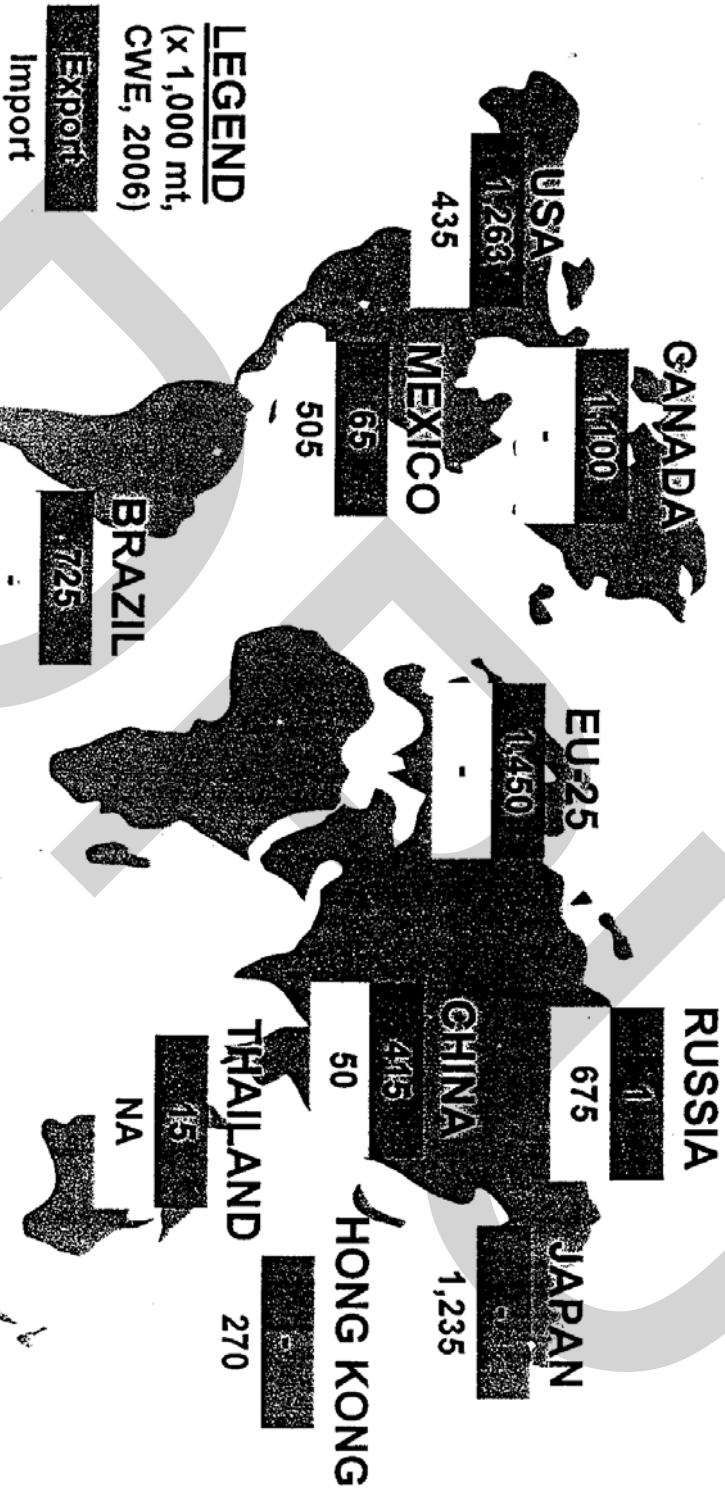 CANADA
1,100
-
USA
1,263
435
MEXICO
65
505
BRAZIL
725
-
EU-25
1,450
-
RUSSIA
1
675
CHINA
415
50
JAPAN
-
1,235
HONG KONG
-
270
THAILAND
15
NA
LEGEND
(x 1,000 mt,
CWE, 2006)
Export
Import